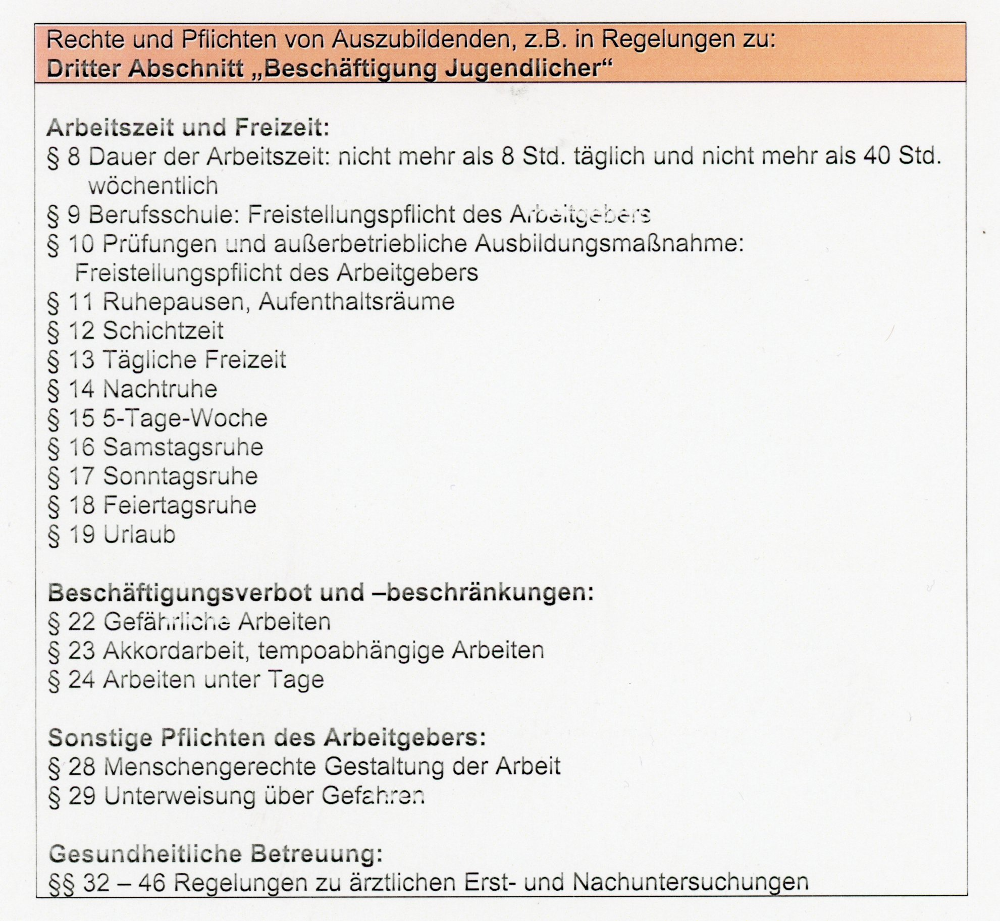 Rechte und Pflichten von Auszubildenden, z.B. in Regelungen zu:
Dritter Abschnitt „Beschäftigung Jugendlicher“
Arbeitszeit und Freizeit:
§ 8 Dauer der Arbeitszeit: nicht mehr als 8 Std. täglich und nicht mehr als 40 Std.
wöchentlich
§ 9 Berufsschule: Freistellungspflicht des Arbeitgebers
§ 10 Prüfungen und außerbetriebliche Ausbildungsmaßnahme:
Freistellungspflicht des Arbeitgebers
§ 11 Ruhepausen, Aufenthaltsräume
§ 12 Schichtzeit
§ 13 Tägliche Freizeit
§ 14 Nachtruhe
§ 15 5-Tage-Woche
§ 16 Samstagsruhe
§ 17 Sonntagsruhe
§ 18 Feiertagsruhe
§ 19 Urlaub
Beschäftigungsverbot und –beschränkungen:
§ 22 Gefährliche Arbeiten
§ 23 Akkordarbeit, tempoabhängige Arbeiten
§ 24 Arbeiten unter Tage
Sonstige Pflichten des Arbeitgebers:
§ 28 Menschengerechte Gestaltung der Arbeit
§ 29 Unterweisung über Gefahren
Gesundheitliche Betreuung:
§§ 32 – 46 Regelungen zu ärztlichen Erst- und Nachuntersuchungen